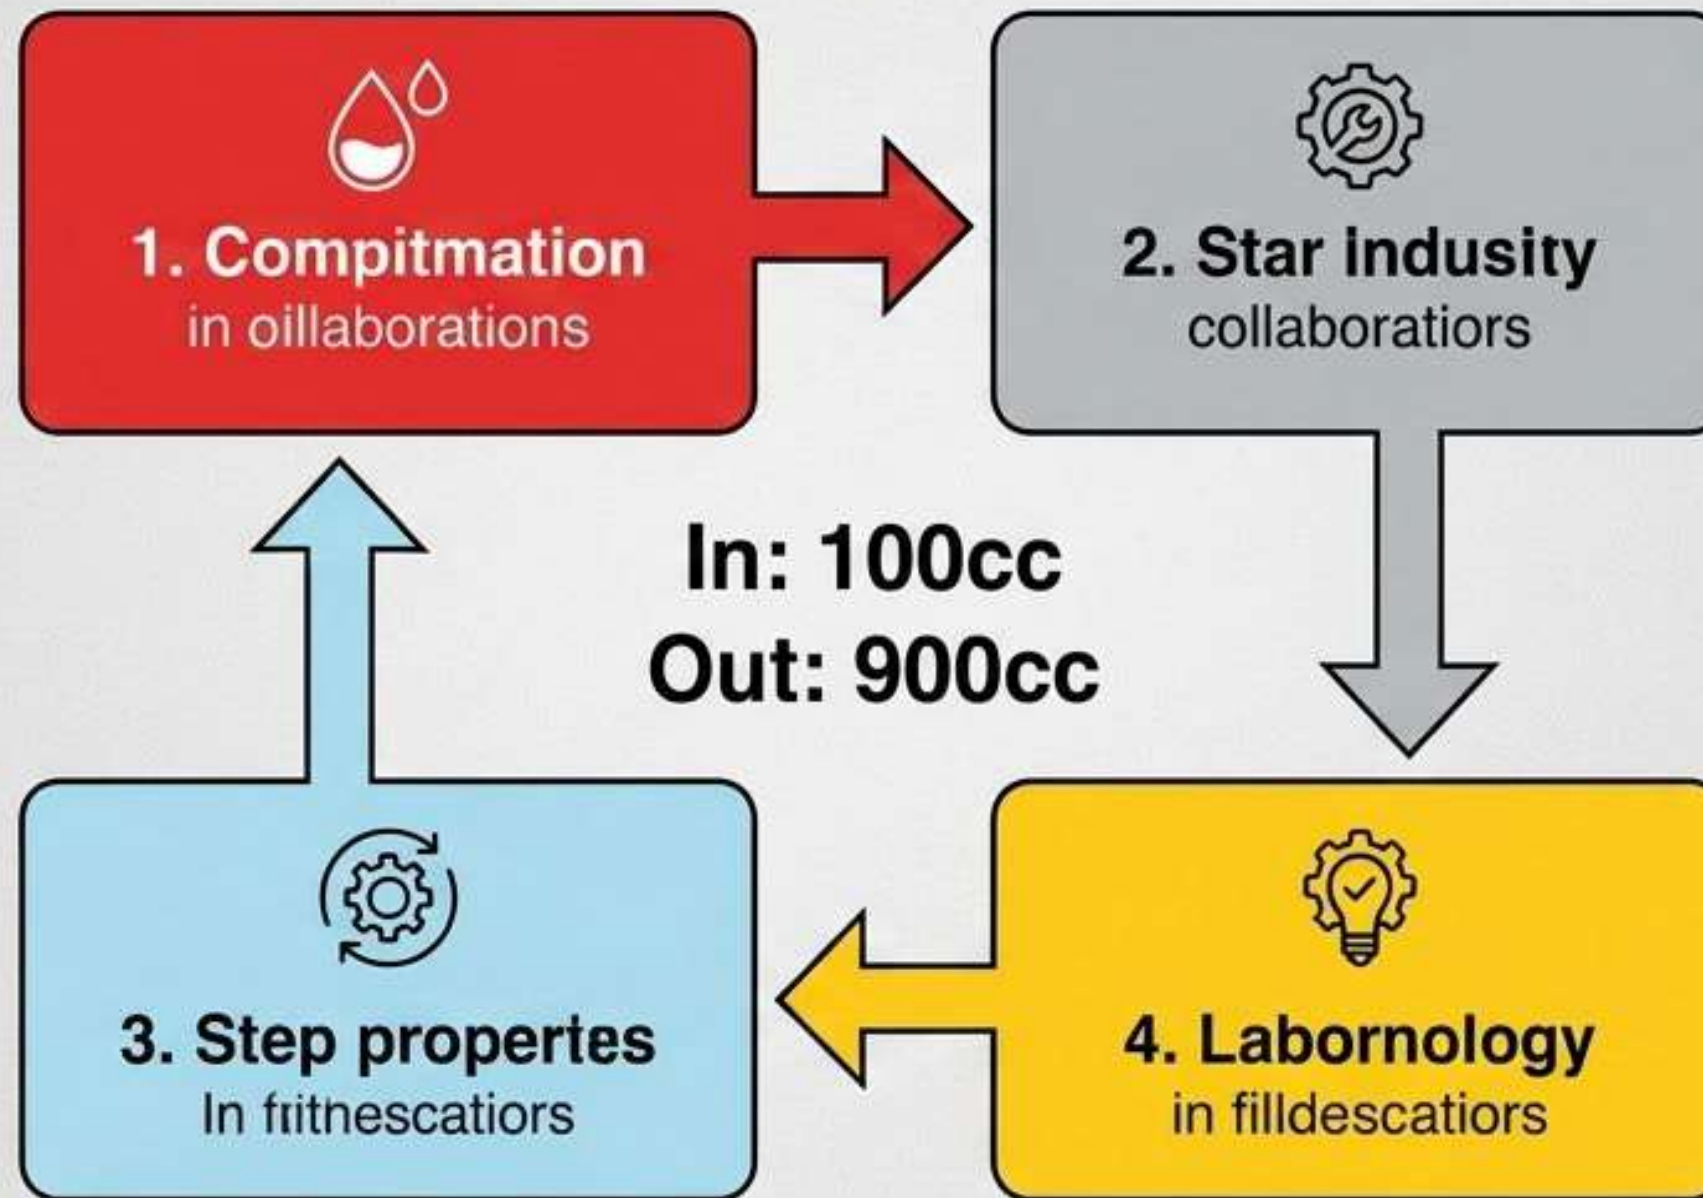 1. Compitmation
in oillaborations
2. Star indusity
collaboratiors
In: 100cc
Out: 900cc
3. Step propertes
In fritnescatiors
4. Labornology
in filldescatiors